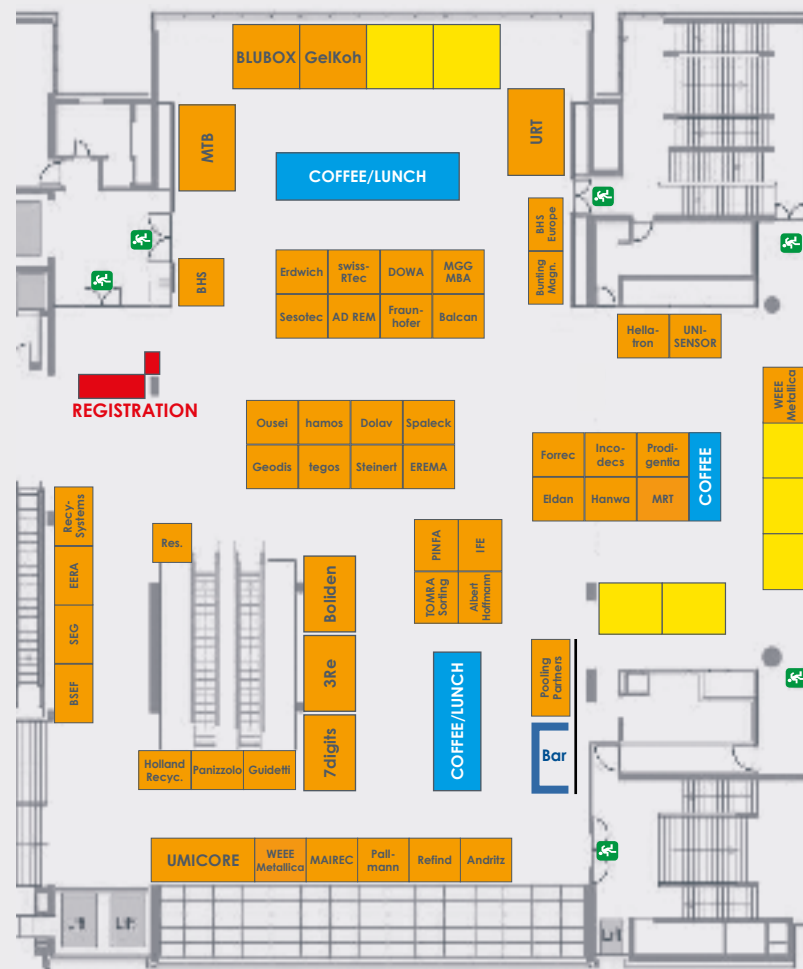 BLUBOX
GelKoh
MTB
URT
COFFEE/LUNCH
BHS
Europe
Bunting
Magn.
BHS
Erdwich
swiss-
RTec
DOWA
MGG
MBA
Sesotec
AD REM
Fraun-
hofer
Balcan
Hella-
tron
UNI-
SENSOR
WEEE
Metallica
REGISTRATION
Ousei
hamos
Dolav
Spaleck
Geodis
tegos
Steinert
EREMA
Forrec
Inco-
decs
Prodi-
gentia
COFFEE
Eldan
Hanwa
MRT
Recy-
Systems
EERA
SEG
BSEF
Res.
PINFA
IFE
TOMRA
Sorting
Albert
Hoffmann
Boliden
3Re
7digits
COFFEE/LUNCH
Pooling
Partners
Bar
Holland
Recyc.
Panizzolo
Guidetti
UMICORE
WEEE
Metallica
MAIREC
Pall-
mann
Refind
Andritz